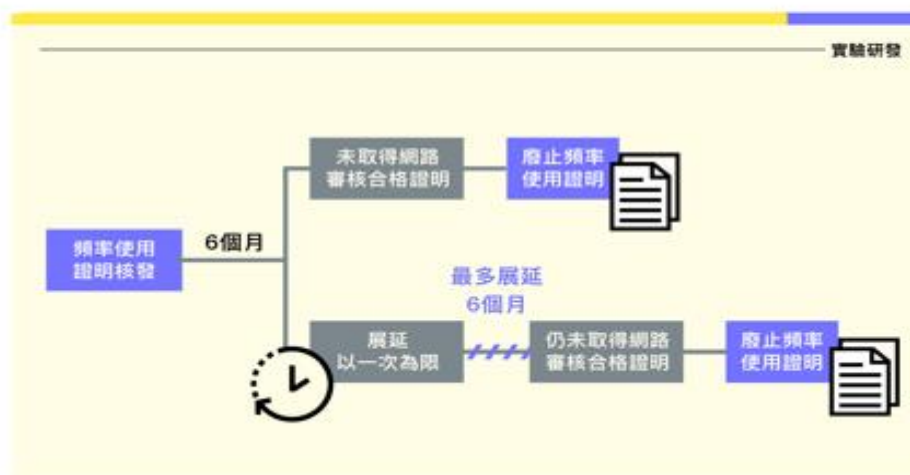 實驗研發
未取得網路
審核合格證明
廢止頻率
使用證明
頻率使用
證明核發
6個月
最多展延
6個月
展延
以一次為限
仍未取得網路
審核合格證明
廢止頻率
使用證明